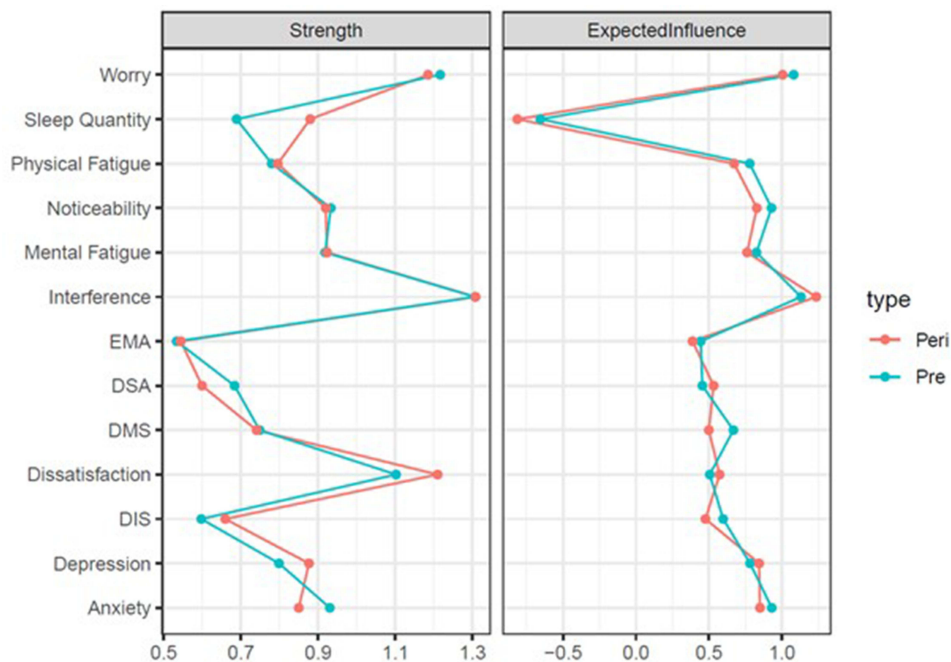 Strength
ExpectedInfluence
Worry
Sleep Quantity
Physical Fatigue
Noticeability
Mental Fatigue
Interference
EMA
DSA
DMS
Dissatisfaction
DIS
Depression
Anxiety
0.5 0.7 0.9 1.1 1.3
−0.5 0.0 0.5 1.0
type
Peri
Pre